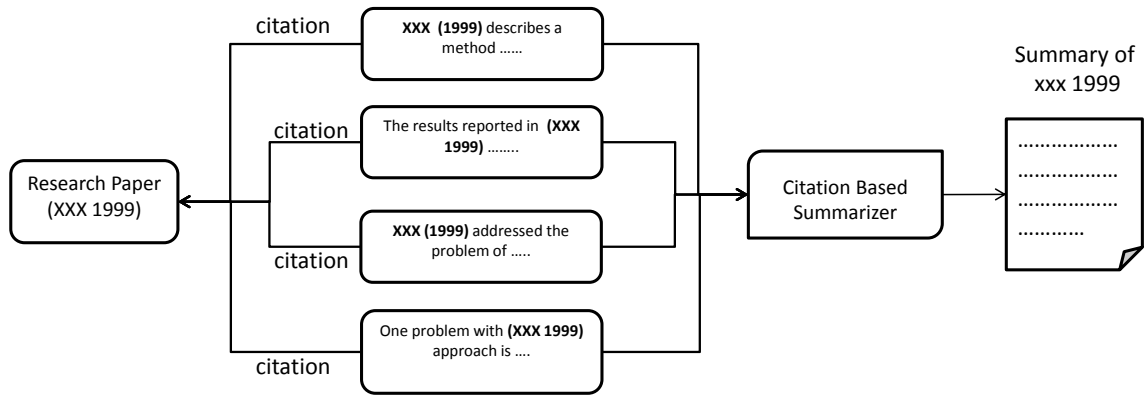 citation
XXX (1999) describes a
method ……
Summary of
xxx 1999
citation
The results reported in (XXX
1999) ……..
Research Paper
(XXX 1999)
Citation Based
Summarizer
…………………
…………………
…………………
…………
XXX (1999) addressed the
problem of …..
citation
One problem with (XXX 1999)
approach is ….
citation